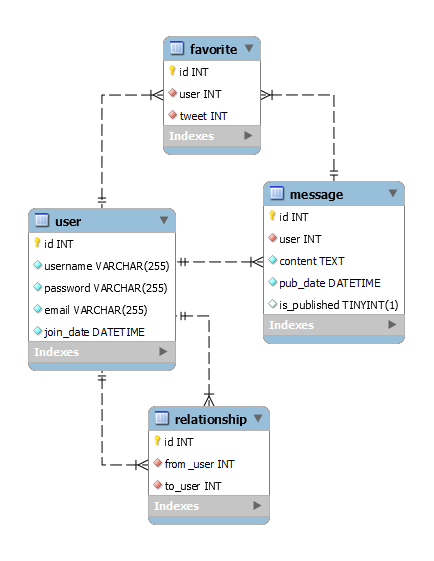 favorite
id INT
user INT
tweet INT
Indexes
message
id INT
user INT
content TEXT
pub_date DATETIME
is_published TINYINT(1)
Indexes
user
id INT
username VARCHAR(255)
password VARCHAR(255)
email VARCHAR(255)
join_date DATETIME
Indexes
relationship
id INT
from _user INT
to_user INT
Indexes